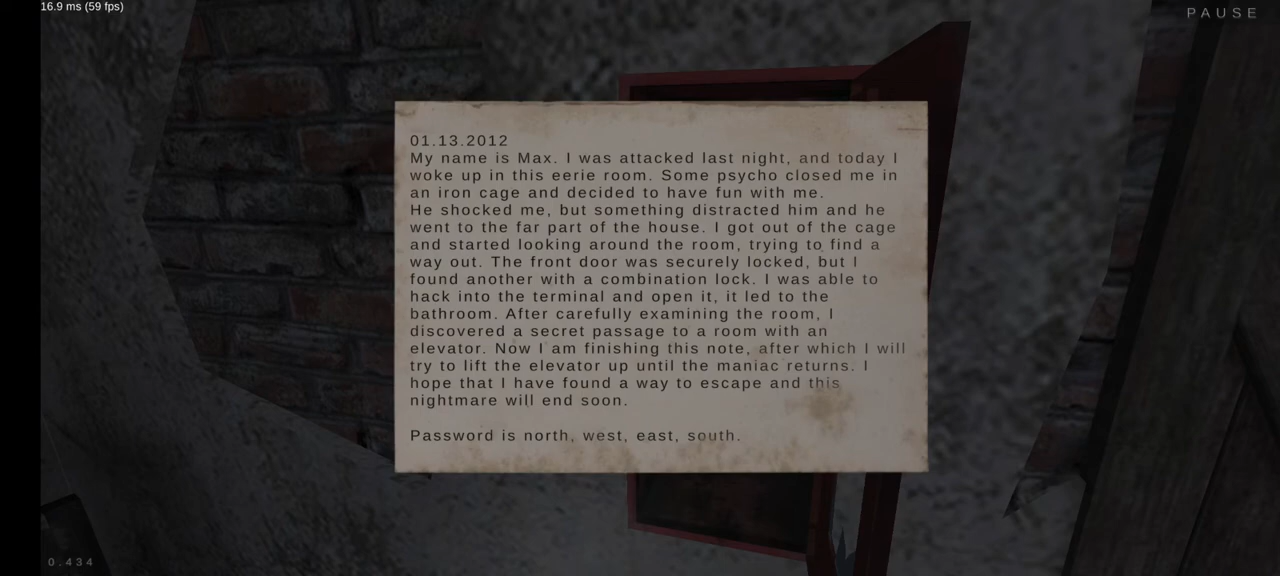 16.9 ms (59 fps)
PAUSE
01.13.2012
My name is Max. I was attacked last night, and today I
woke up in this eerie room. Some psycho closed me in
an iron cage and decided to have fun with me.
He shocked me, but something distracted him and he
went to the far part of the house. I got out of the cage
and started looking around the room, trying to find a
way out. The front door was securely locked, but I
found another with a combination lock. I was able to
hack into the terminal and open it, it led to the
bathroom. After carefully examining the room, I
discovered a secret passage to a room with an
elevator. Now I am finishing this note, after which I will
try to lift the elevator up until the maniac returns. I
hope that I have found a way to escape and this
nightmare will end soon.
Password is north, west, east, south.
0.434